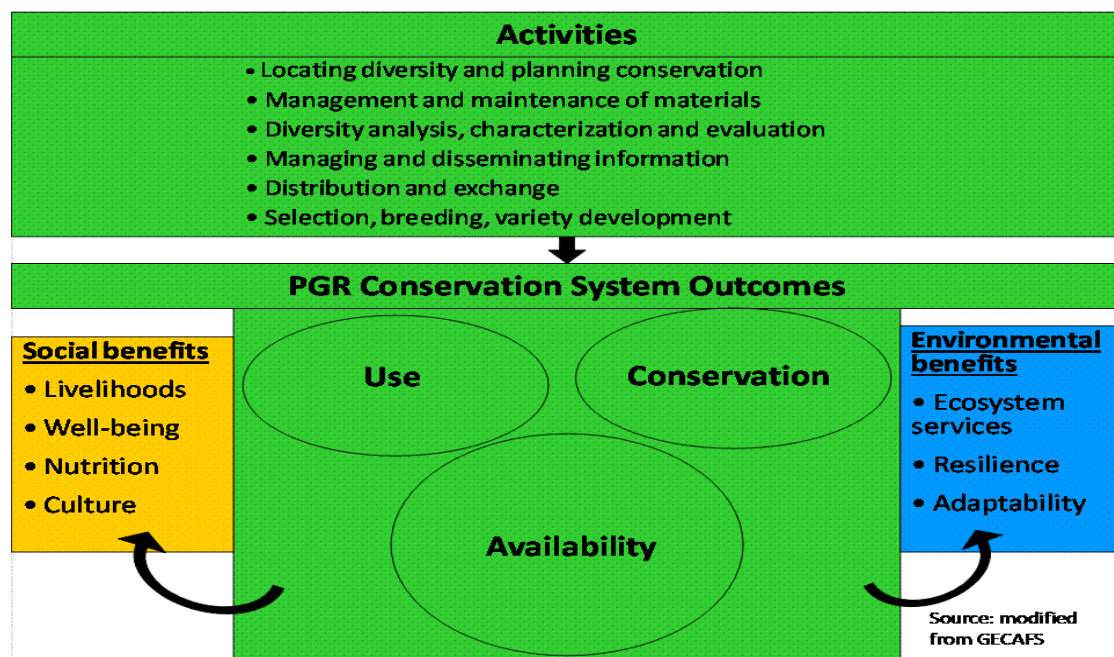 Activities
• Locating diversity and planning conservation
• Management and maintenance of materials
• Diversity analysis, characterization and evaluation
• Managing and disseminating information
• Distribution and exchange
• Selection, breeding, variety development
PGR Conservation System Outcomes
Social benefits
• Livelihoods
• Well-being
• Nutrition
• Culture
Use
Conservation
Availability
Environmental
benefits
• Ecosystem
services
• Resilience
• Adaptability
Source: modified
from GECAFS